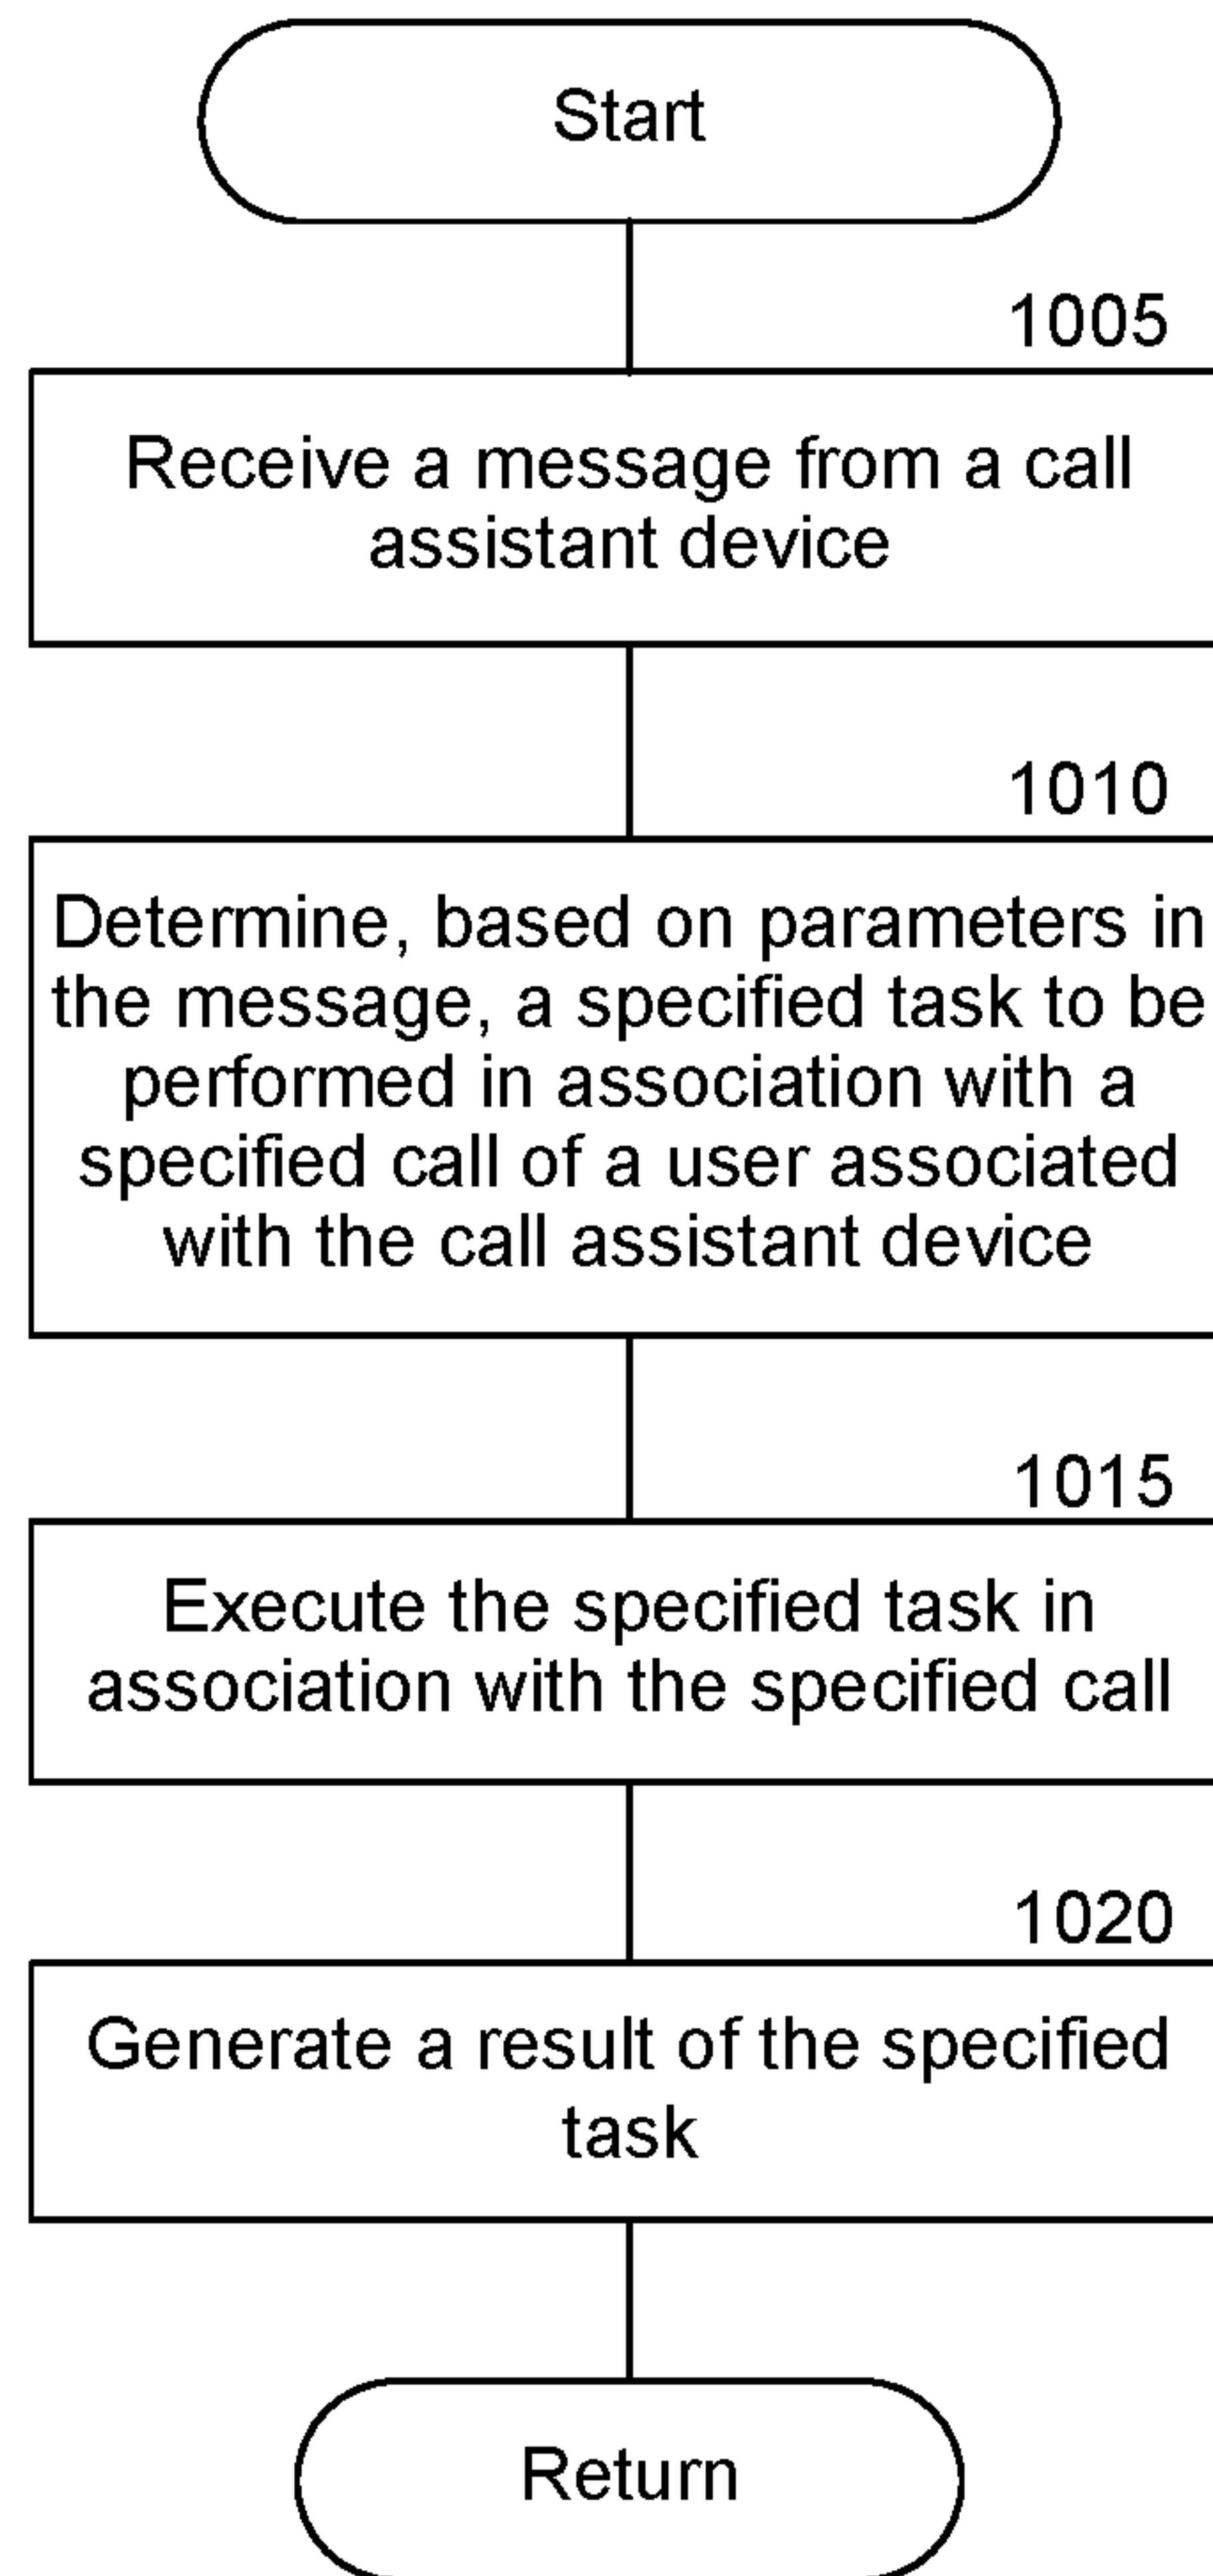 Start
1005
Receive a message from a call
assistant device
1010
Determine, based on parameters in
the message, a specified task to be
performed in association with a
specified call of a user associated
with the call assistant device
1015
Execute the specified task in
association with the specified call
1020
Generate a result of the specified
task
Return